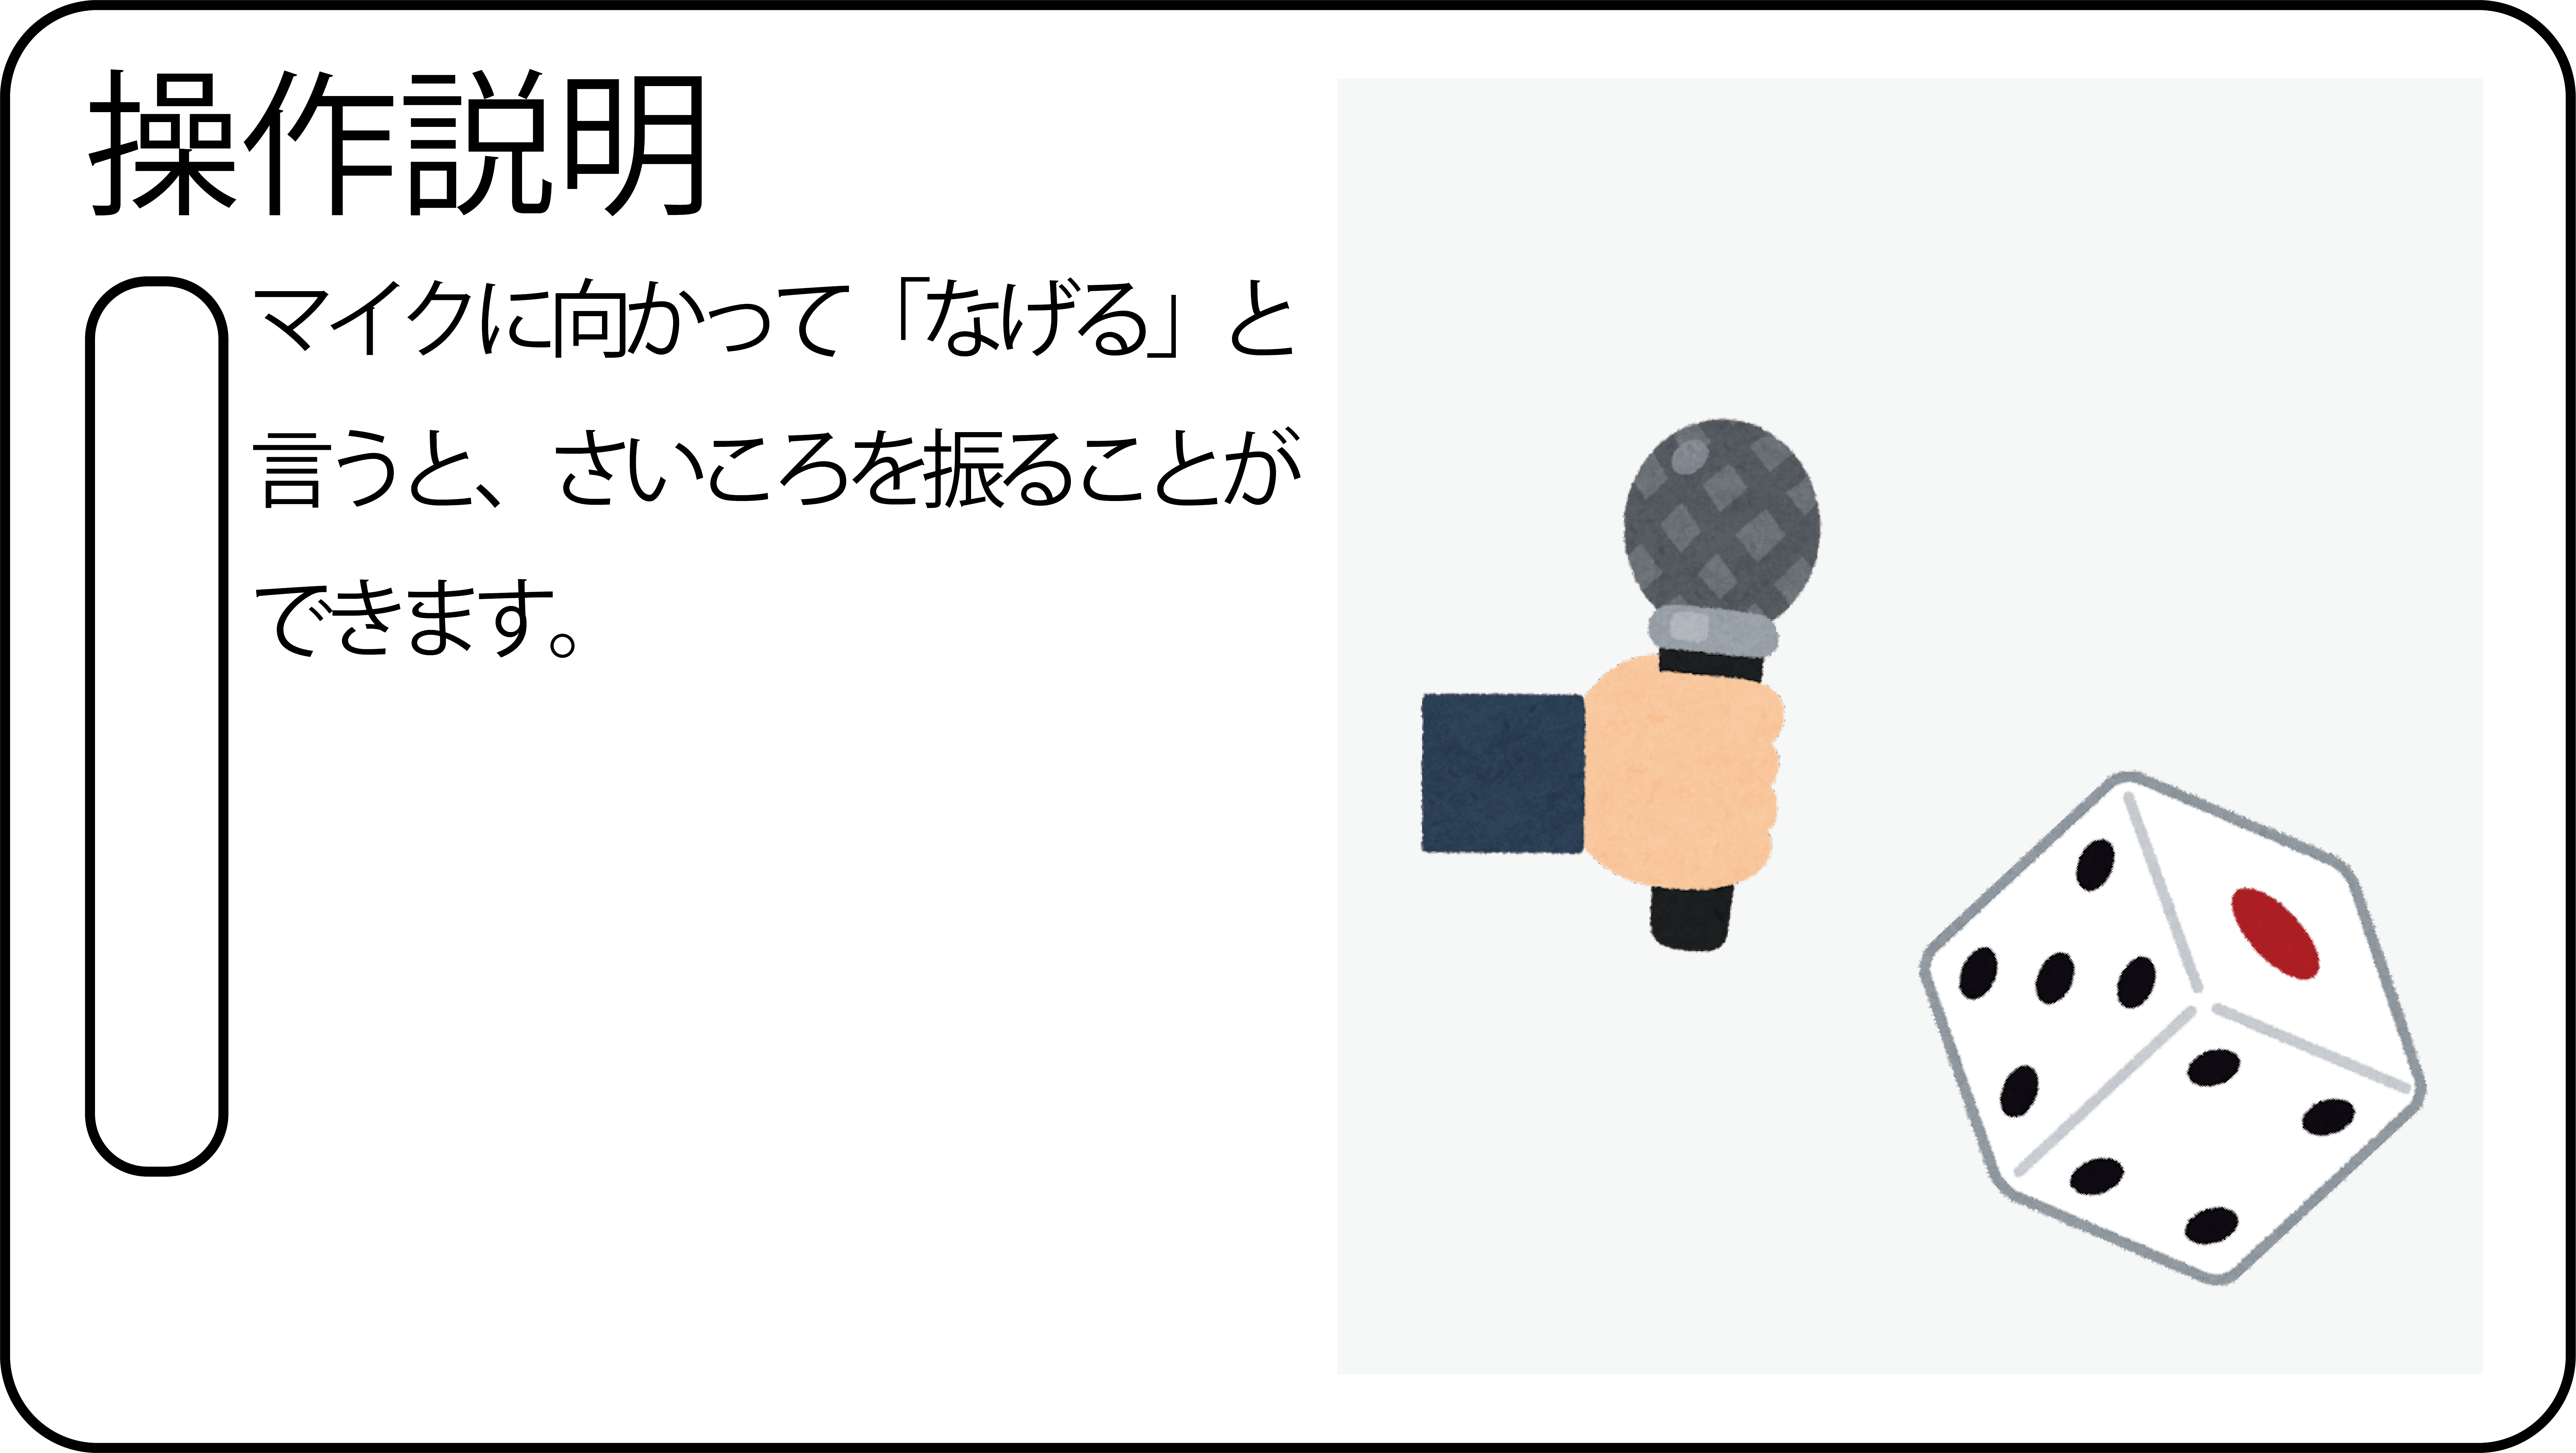 操作説明
マイクに向かって「なげる」と
言うと、さいころを振ることが
できます。